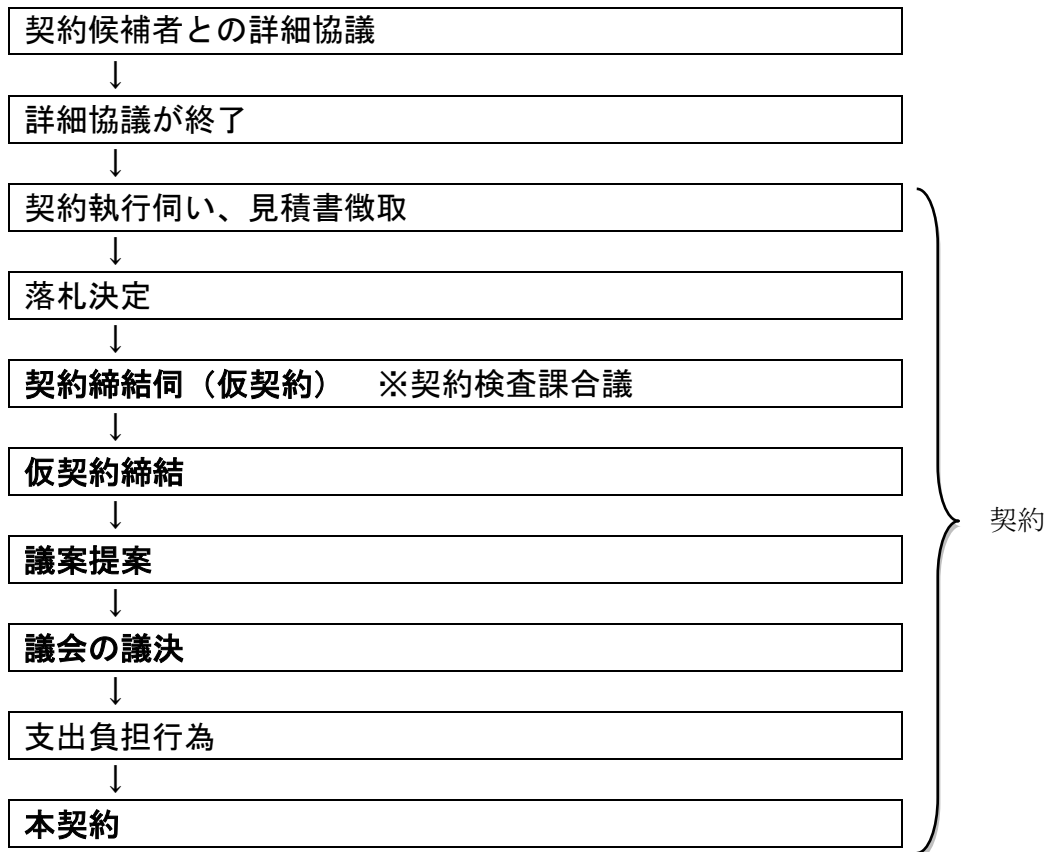 契約候補者との詳細協議
↓
詳細協議が終了
↓
契約執行伺い、見積書徴取
↓
落札決定
↓
契約締結伺（仮契約）　※契約検査課合議
↓
仮契約締結
↓
議案提案
↓
議会の議決
↓
支出負担行為
↓
本契約
契約